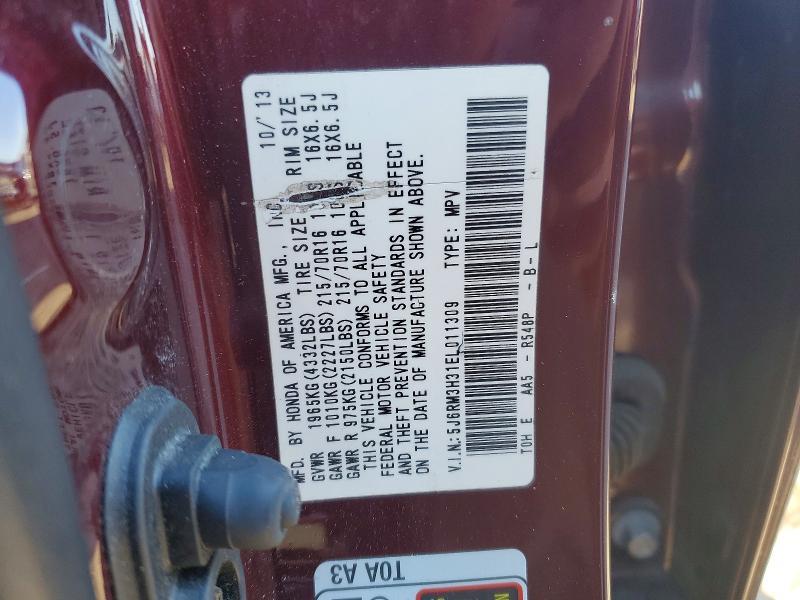 MFD. BY HONDA OF AMERICA MFG., INC. 10/'13
GVWR 1965KG(4332LBS) TIRE SIZE RIM SIZE
GAWR F 1010KG(2227LBS) 215/70R16 16X6.5J
GAWR R 975KG(2150LBS) 215/70R16 16X6.5J
THIS VEHICLE CONFORMS TO ALL APPLICABLE
FEDERAL MOTOR VEHICLE SAFETY
AND THEFT PREVENTION STANDARDS IN EFFECT
ON THE DATE OF MANUFACTURE SHOWN ABOVE.
V.I.N.: 5J6RM3H31EL011309 TYPE: MPV
TOH E AA5 - R548P - B - L
TOA A3